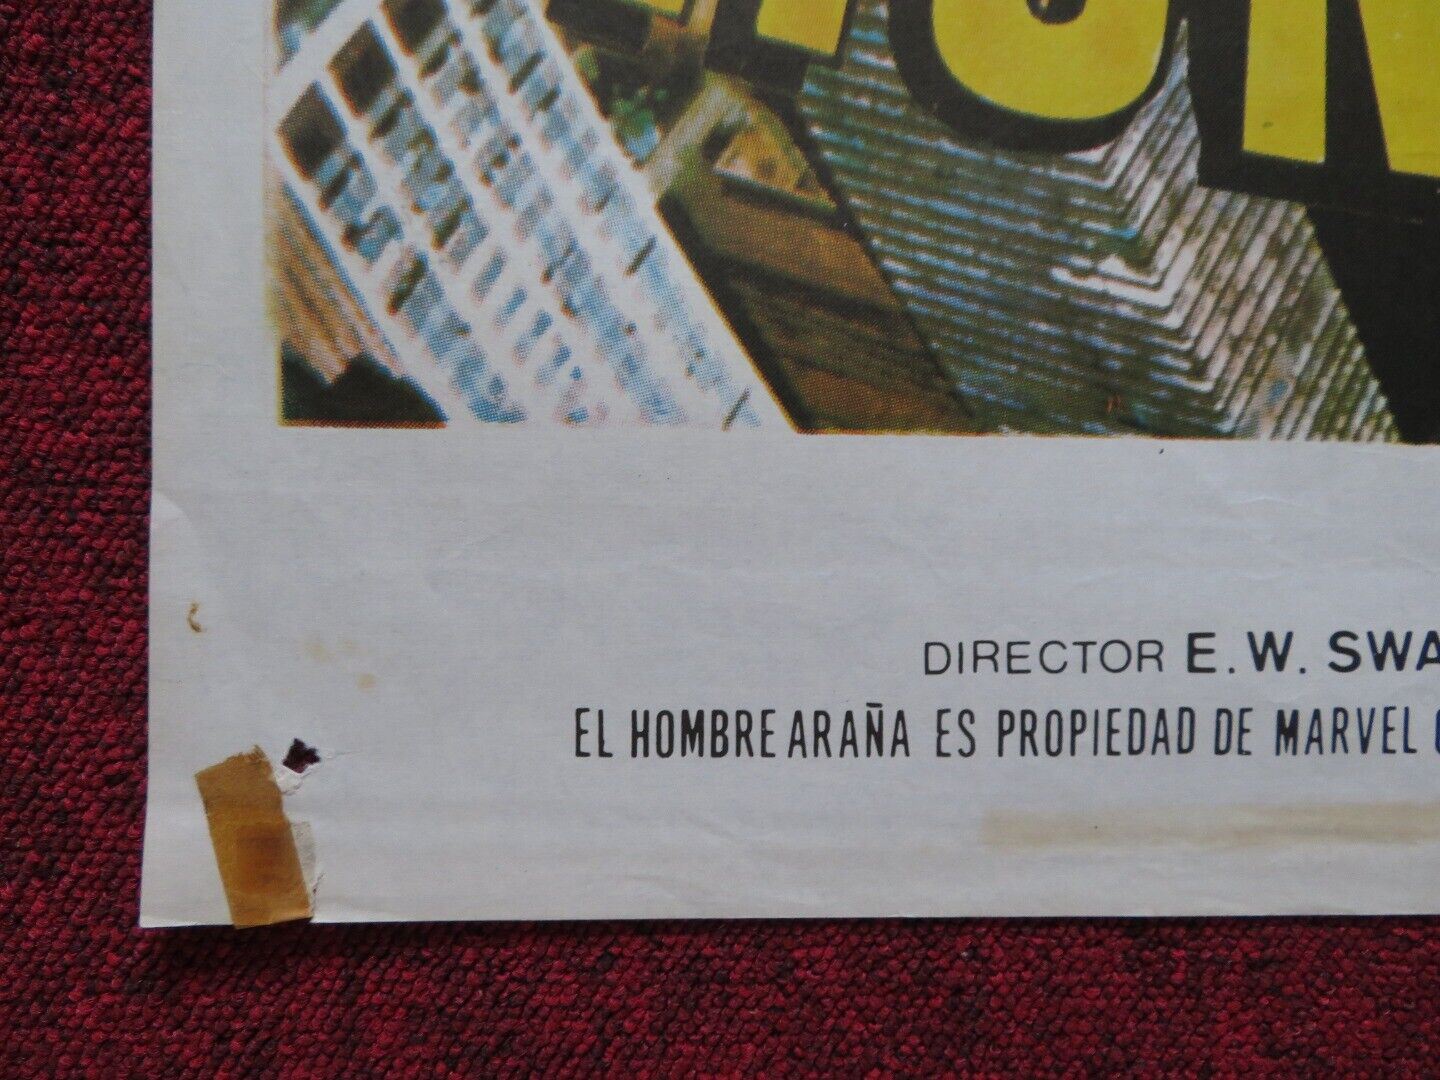 DIRECTOR E. W. SWA
EL HOMBRE ARAÑA ES PROPIEDAD DE MARVEL